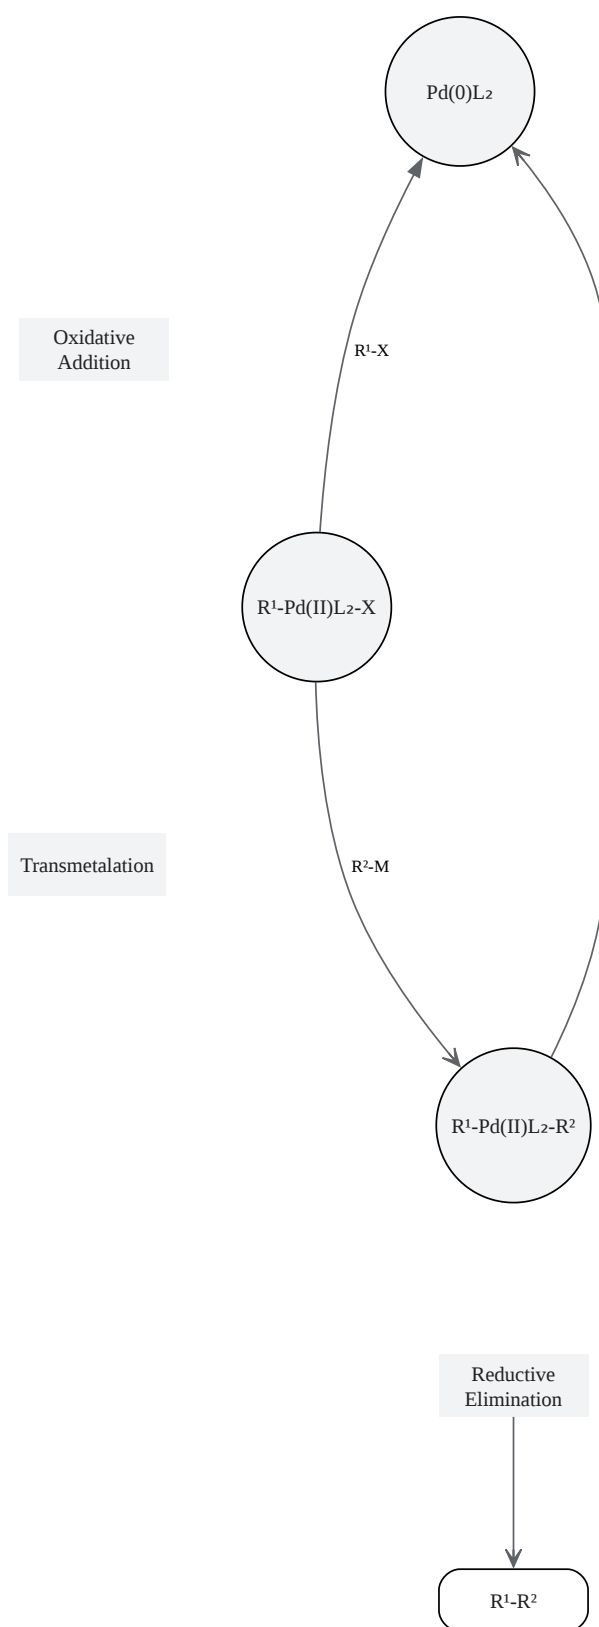 Pd(0)L₂
Oxidative
Addition
R¹-X
R¹-Pd(II)L₂-X
Transmetalation
R²-M
R¹-Pd(II)L₂-R²
Reductive
Elimination
R¹-R²